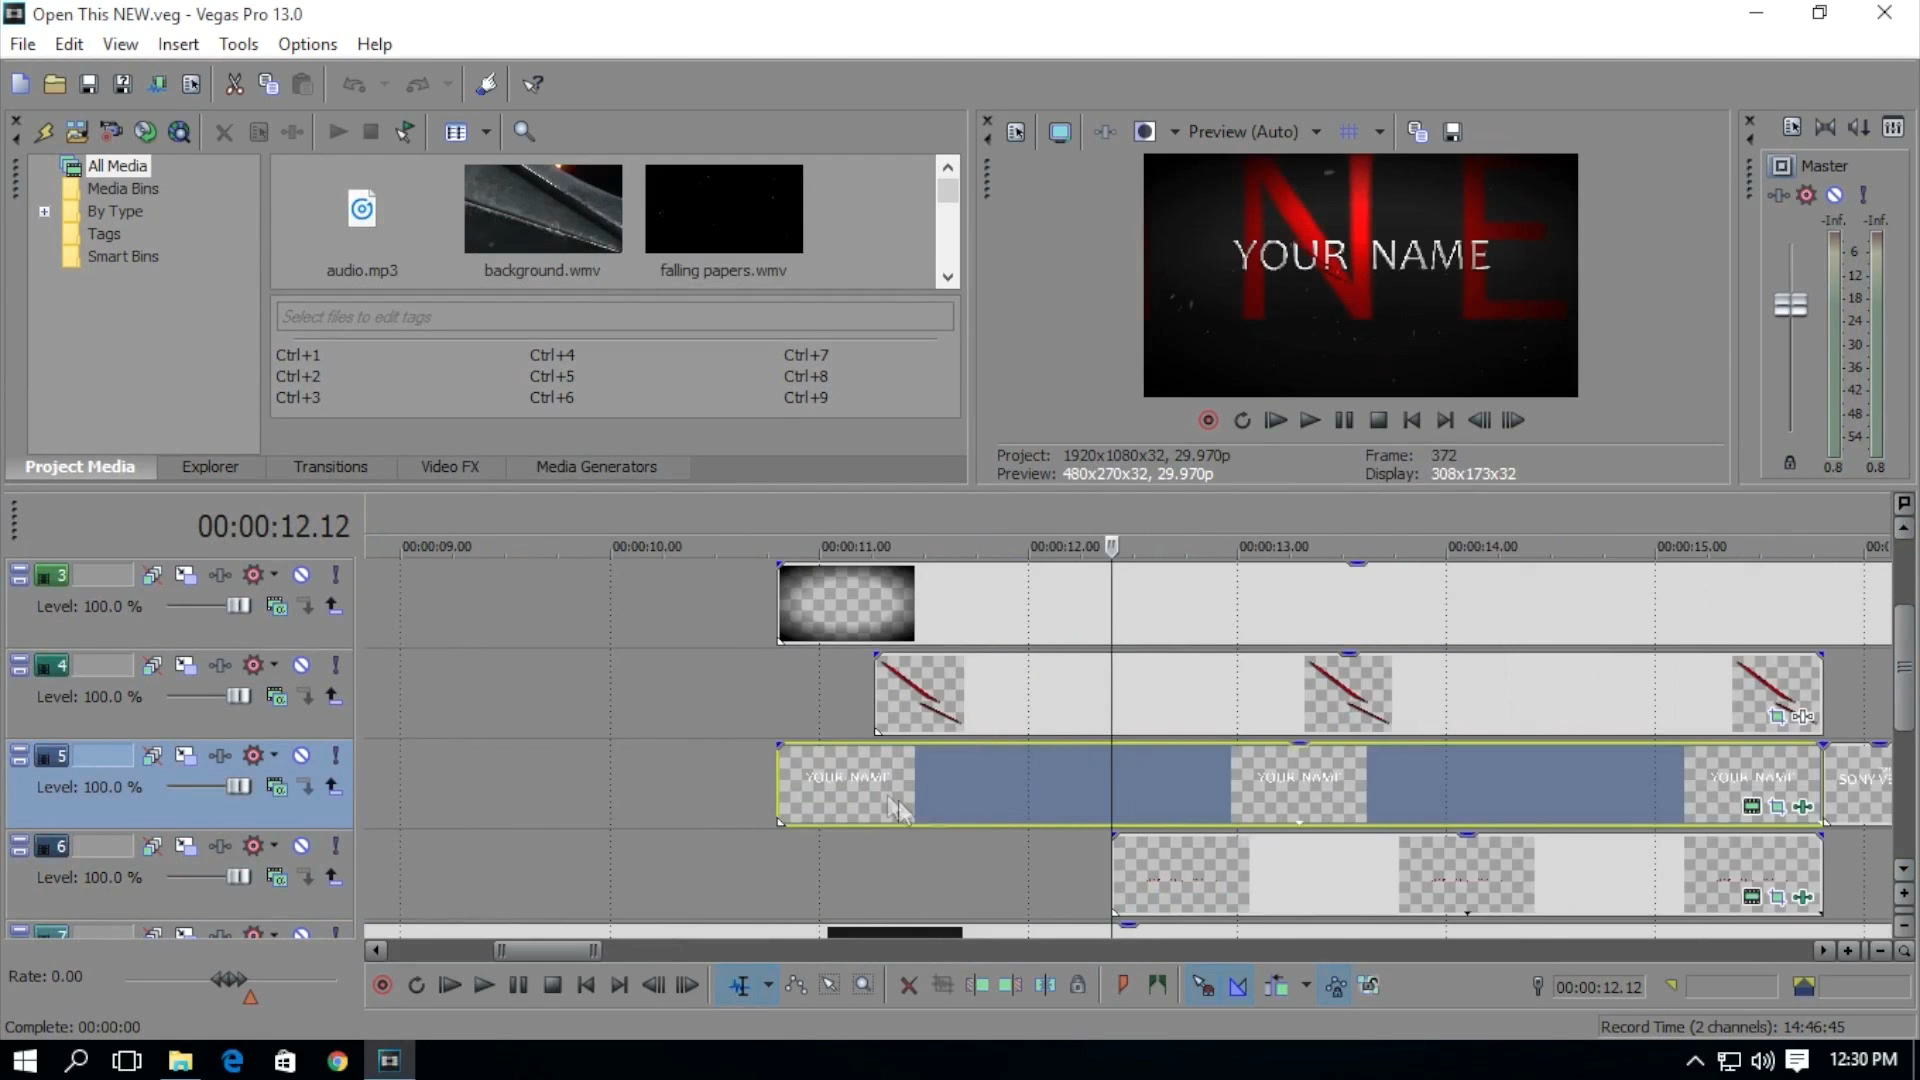 Open This NEW.veg - Vegas Pro 13.0
File Edit View Insert Tools Options Help
All Media
Media Bins
By Type
Tags
Smart Bins
audio.mp3 background.wmv falling papers.wmv
Select files to edit tags
Ctrl+1 Ctrl+4 Ctrl+7
Ctrl+2 Ctrl+5 Ctrl+8
Ctrl+3 Ctrl+6 Ctrl+9
Project Media Explorer Transitions Video FX Media Generators
Preview (Auto)
N E
YOUR NAME
Project: 1920x1080x32, 29.970p Frame: 372
Preview: 480x270x32, 29.970p Display: 308x173x32
Master
-Inf. -Inf.
6
12
18
24
30
36
42
48
54
0.8 0.8
00:00:12.12
00:00:09.00 00:00:10.00 00:00:11.00 00:00:12.00 00:00:13.00 00:00:14.00 00:00:15.00 00:0
3
Level: 100.0 %
4
Level: 100.0 %
5
Level: 100.0 %
YOUR NAME YOUR NAME YOUR NAME SONY VE
6
Level: 100.0 %
7
Rate: 0.00
00:00:12.12
Complete: 00:00:00
Record Time (2 channels): 14:46:45
12:30 PM